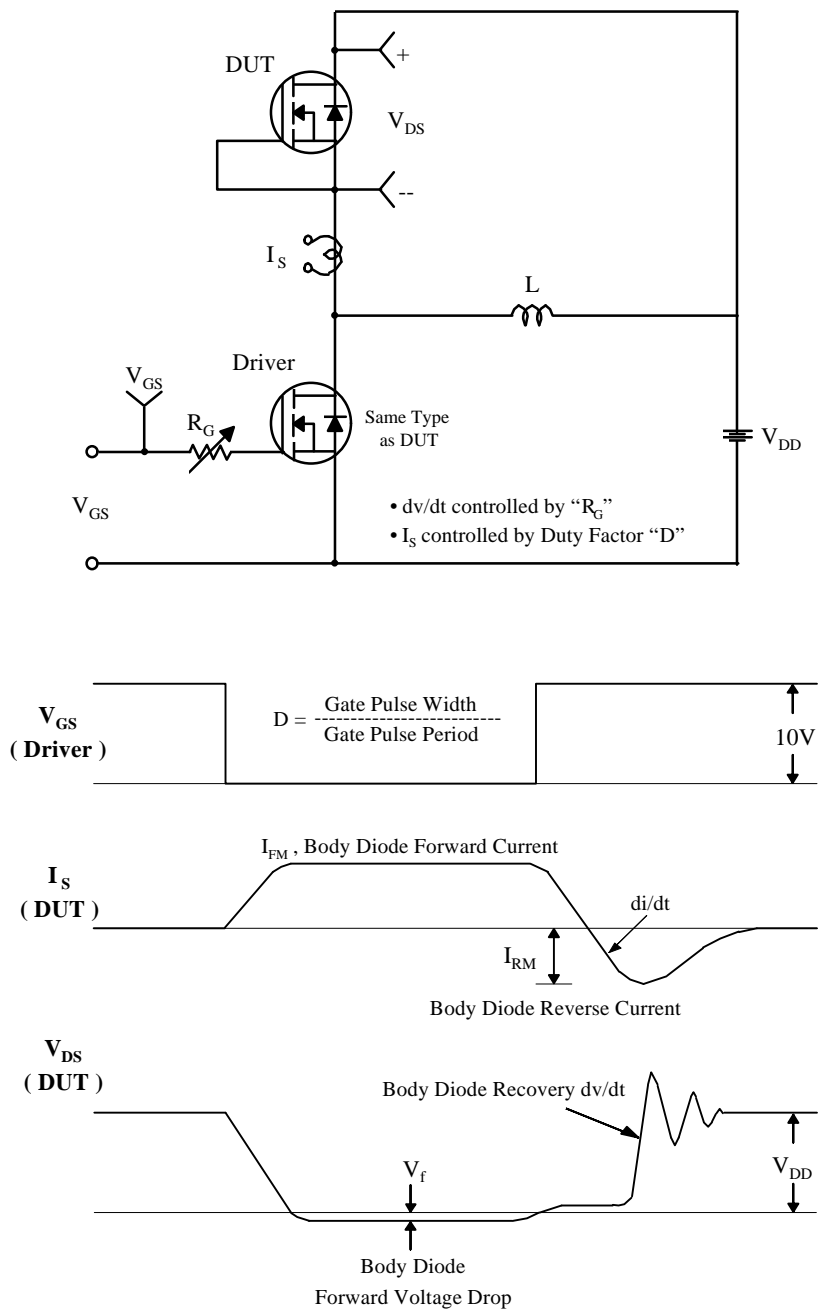 DUT
+
V_DS
--
I_S
L
Driver
V_GS
R_G
Same Type
as DUT
V_DD
V_GS
• dv/dt controlled by “R_G”
• I_S controlled by Duty Factor “D”
V_GS
( Driver )
D = Gate Pulse Width
--------------------------
Gate Pulse Period
10V
I_FM , Body Diode Forward Current
I_S
( DUT )
di/dt
I_RM
Body Diode Reverse Current
V_DS
( DUT )
Body Diode Recovery dv/dt
V_f
V_DD
Body Diode
Forward Voltage Drop